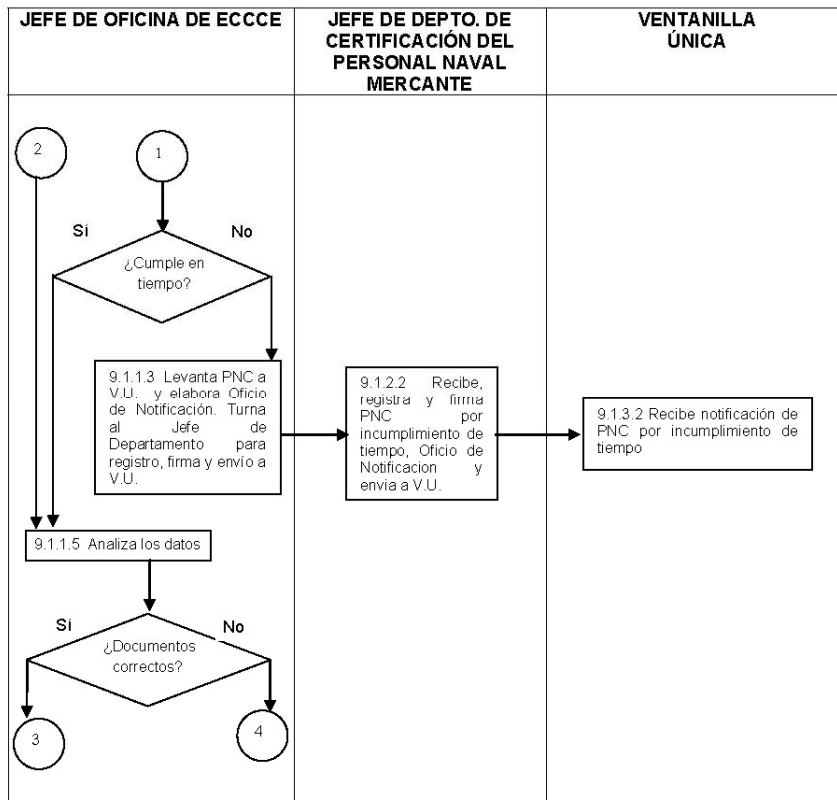 JEFE DE OFICINA DE ECCCE
JEFE DE DEPTO. DE
CERTIFICACIÓN DEL
PERSONAL NAVAL
MERCANTE
VENTANILLA
ÚNICA
2
1
Sí
No
¿Cumple en
tiempo?
9.1.1.3 Levanta PNC a
V.U. y elabora Oficio
de Notificación. Turna
al Jefe de
Departamento para
registro, firma y envío a
V.U.
9.1.2.2 Recibe,
registra y firma
PNC por
incumplimiento de
tiempo, Oficio de
Notificacion y
envia a V.U.
9.1.3.2 Recibe notificación de
PNC por incumplimiento de
tiempo
9.1.1.5 Analiza los datos
Sí
No
¿Documentos
correctos?
3
4